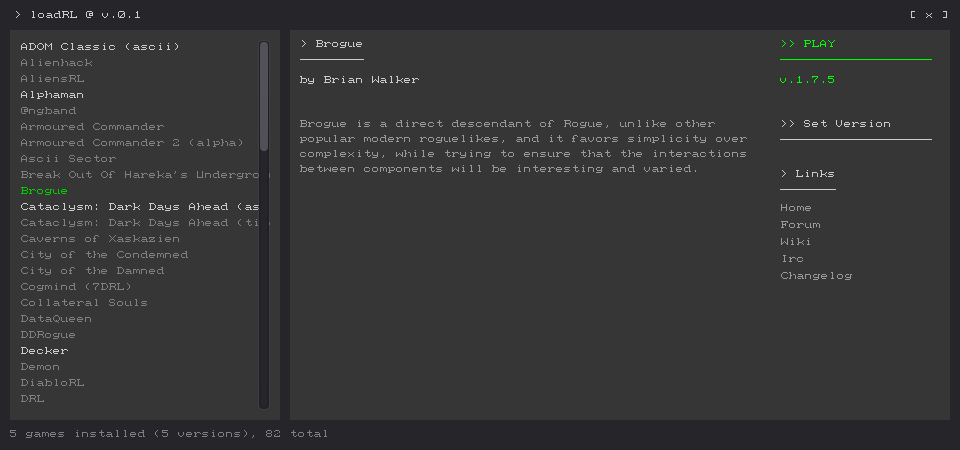 > loadRL @ v.0.1
[ x ]
ADOM Classic (ascii)
Alienhack
AliensRL
Alphaman
@ngband
Armoured Commander
Armoured Commander 2 (alpha)
Ascii Sector
Break Out Of Hareka's Undergro
Brogue
Cataclysm: Dark Days Ahead (as
Cataclysm: Dark Days Ahead (ti
Caverns of Xaskazien
City of the Condemned
City of the Damned
Cogmind (7DRL)
Collateral Souls
DataQueen
DDRogue
Decker
Demon
DiabloRL
DRL
> Brogue
by Brian Walker
Brogue is a direct descendant of Rogue, unlike other
popular modern roguelikes, and it favors simplicity over
complexity, while trying to ensure that the interactions
between components will be interesting and varied.
>> PLAY
v.1.7.5
>> Set Version
> Links
Home
Forum
Wiki
Irc
Changelog
5 games installed (5 versions), 82 total